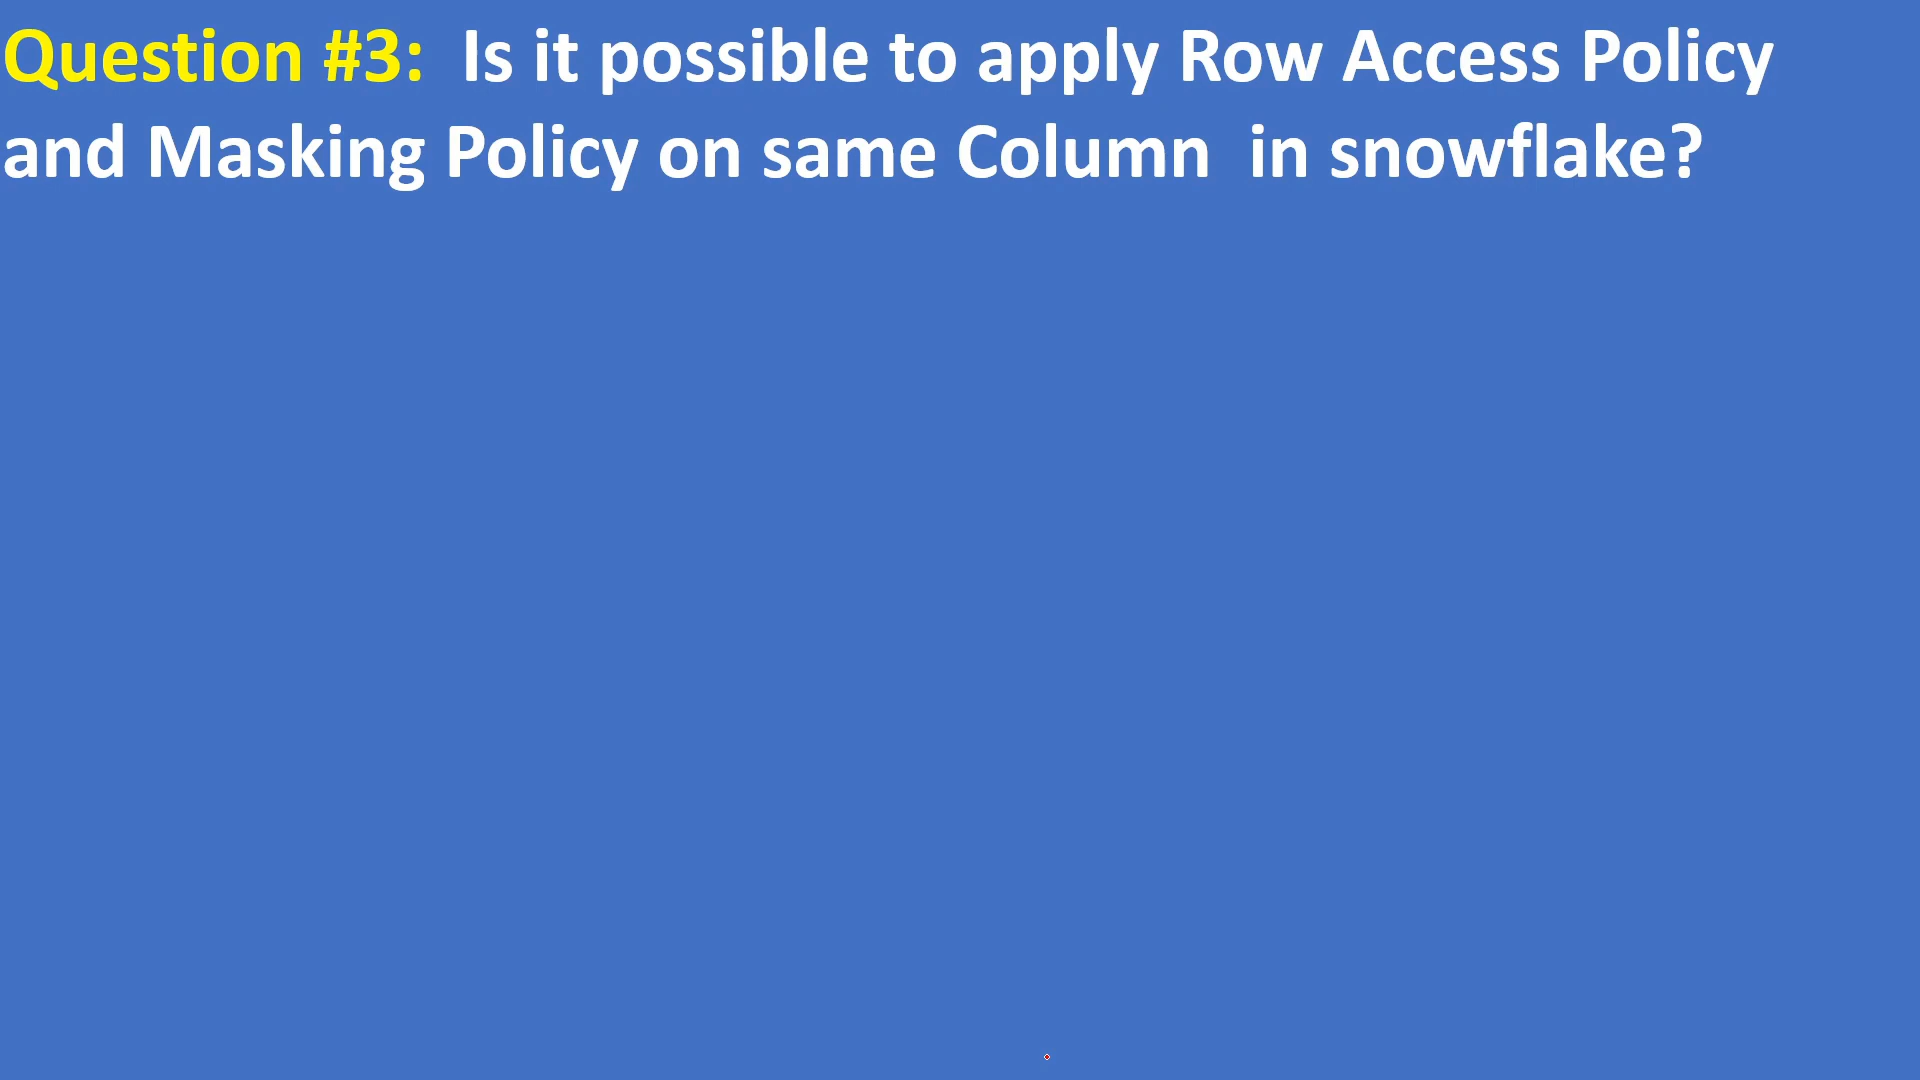 Question #3:  Is it possible to apply Row Access Policy
and Masking Policy on same Column  in snowflake?